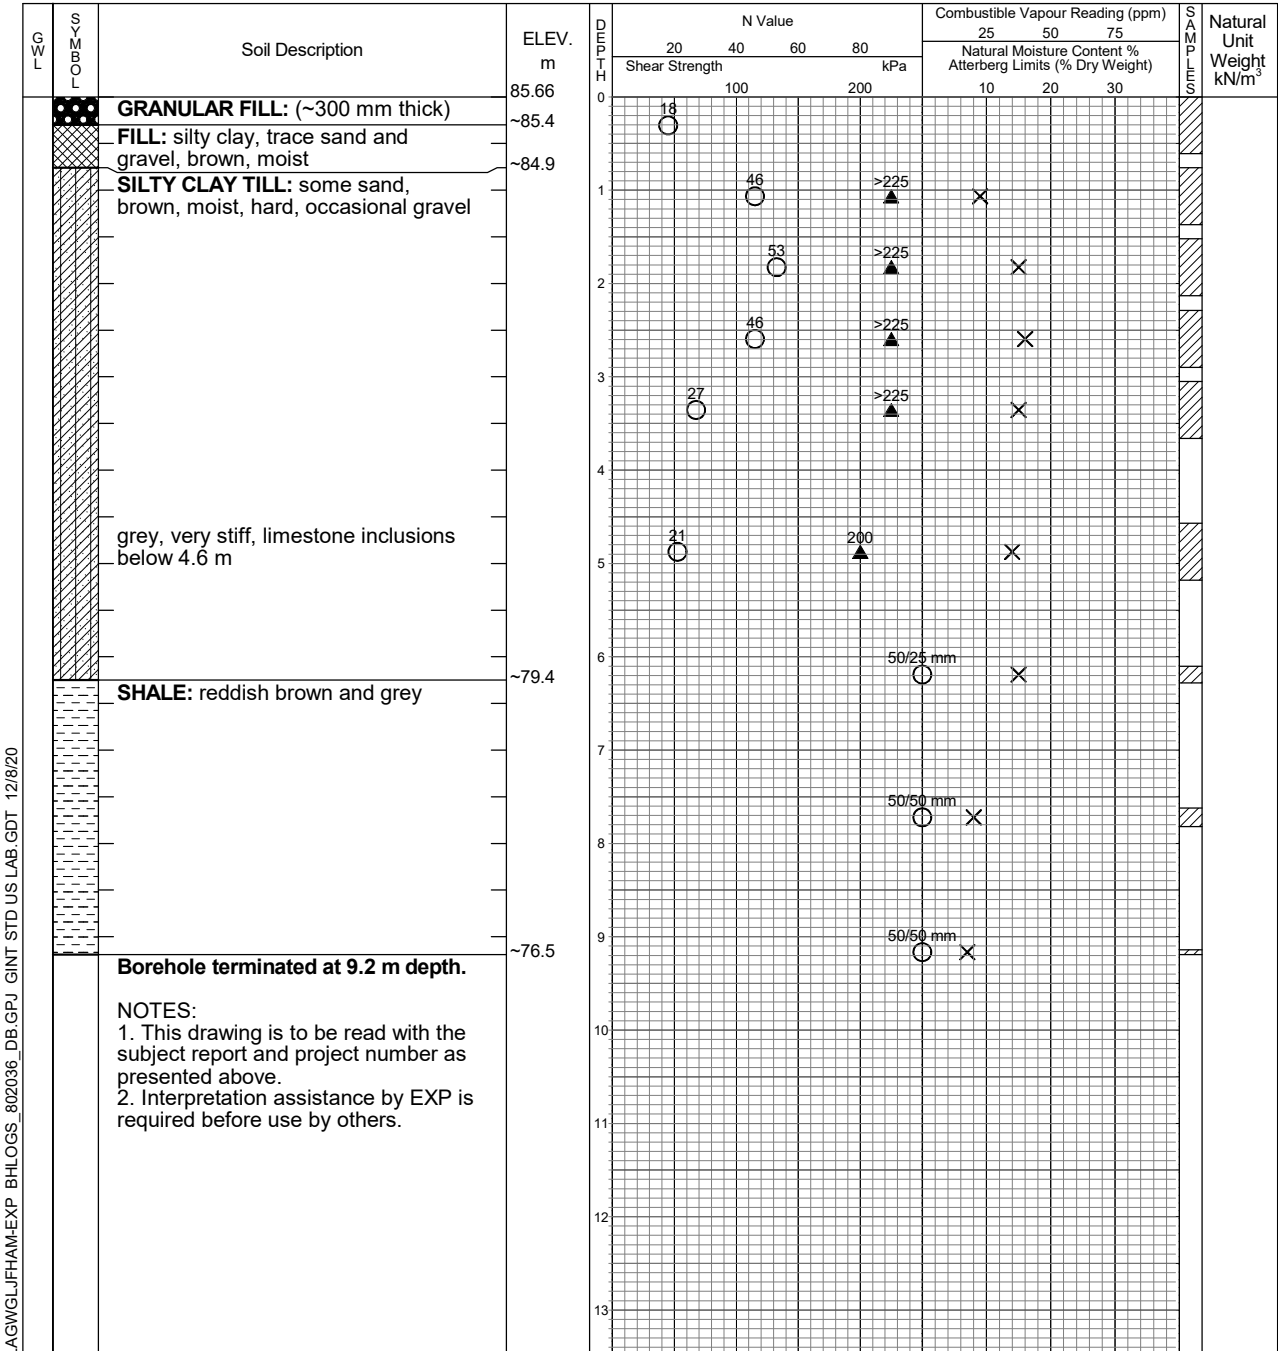 GWL
SYMBOL
Soil Description
ELEV.
m
DEPTH
N Value
20 40 60 80
Shear Strength kPa
100 200
Combustible Vapour Reading (ppm)
25 50 75
Natural Moisture Content %
Atterberg Limits (% Dry Weight)
10 20 30
SAMPLES
Natural
Unit
Weight
kN/m³
85.66
0
GRANULAR FILL: (~300 mm thick)
~85.4
18
FILL: silty clay, trace sand and
gravel, brown, moist
~84.9
SILTY CLAY TILL: some sand,
brown, moist, hard, occasional gravel
1
46
>225
53
>225
2
46
>225
3
27
>225
4
grey, very stiff, limestone inclusions
below 4.6 m
21
200
5
6
50/25 mm
~79.4
SHALE: reddish brown and grey
7
50/50 mm
8
9
50/50 mm
~76.5
Borehole terminated at 9.2 m depth.
NOTES:
1. This drawing is to be read with the
subject report and project number as
presented above.
2. Interpretation assistance by EXP is
required before use by others.
10
11
12
13
AGWGLJFHAM-EXP BHLOGS_802036_DB.GPJ GINT STD US LAB.GDT 12/8/20